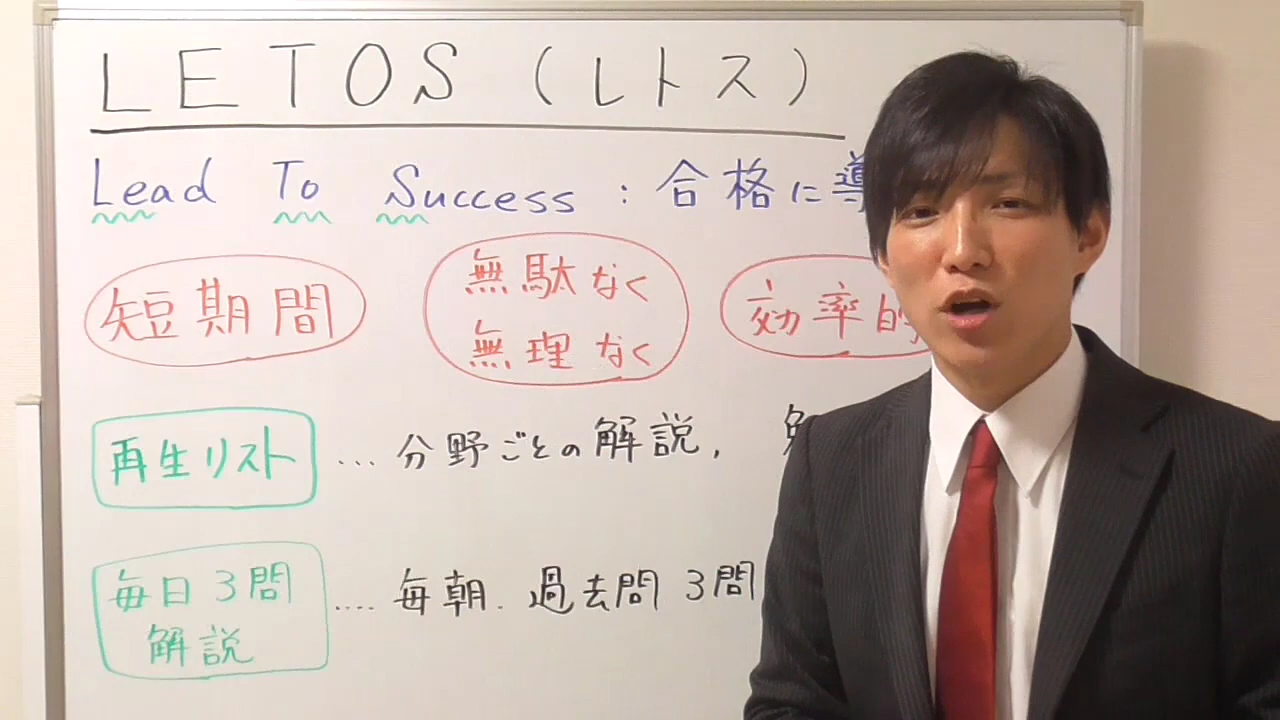 LETOS (レトス)
Lead To Success : 合格に導
短期間
無駄なく
無理なく
効率的
再生リスト … 分野ごとの解説,
毎日3問
解説
.... 毎朝. 過去問 3問